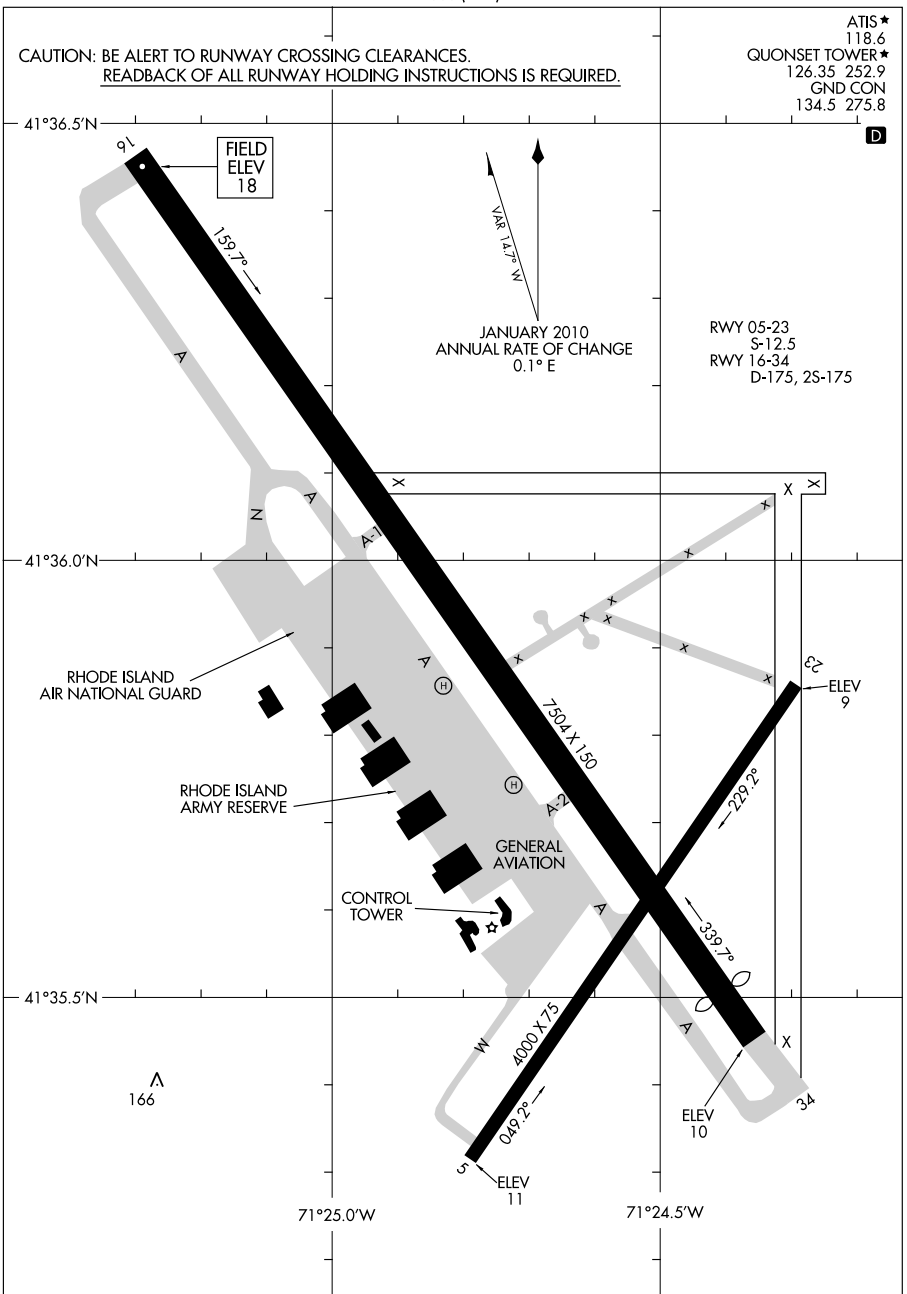 ATIS★
118.6
QUONSET TOWER★
126.35 252.9
GND CON
134.5 275.8
D
CAUTION: BE ALERT TO RUNWAY CROSSING CLEARANCES.
READBACK OF ALL RUNWAY HOLDING INSTRUCTIONS IS REQUIRED.
41°36.5'N
16
FIELD
ELEV
18
159.7°
VAR 14.7° W
JANUARY 2010
ANNUAL RATE OF CHANGE
0.1° E
RWY 05-23
S-12.5
RWY 16-34
D-175, 2S-175
A
X
X
X
A
N
A-1
x
x
x
x
x
x
x
x
41°36.0'N
A
H
23
ELEV
9
RHODE ISLAND
AIR NATIONAL GUARD
7504 X 150
229.2°
RHODE ISLAND
ARMY RESERVE
H
A-2
GENERAL
AVIATION
CONTROL
TOWER
A
339.7°
41°35.5'N
4000 X 75
W
A
X
166
049.2°
34
ELEV
10
5
ELEV
11
71°25.0'W
71°24.5'W